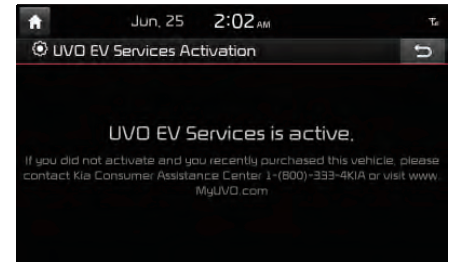 Jun, 25 2:02 AM
UVO EV Services Activation
UVO EV Services is active.
If you did not activate and you recently purchased this vehicle, please
contact Kia Consumer Assistance Center 1-(800)-333-4KIA or visit www.
MyUVO.com